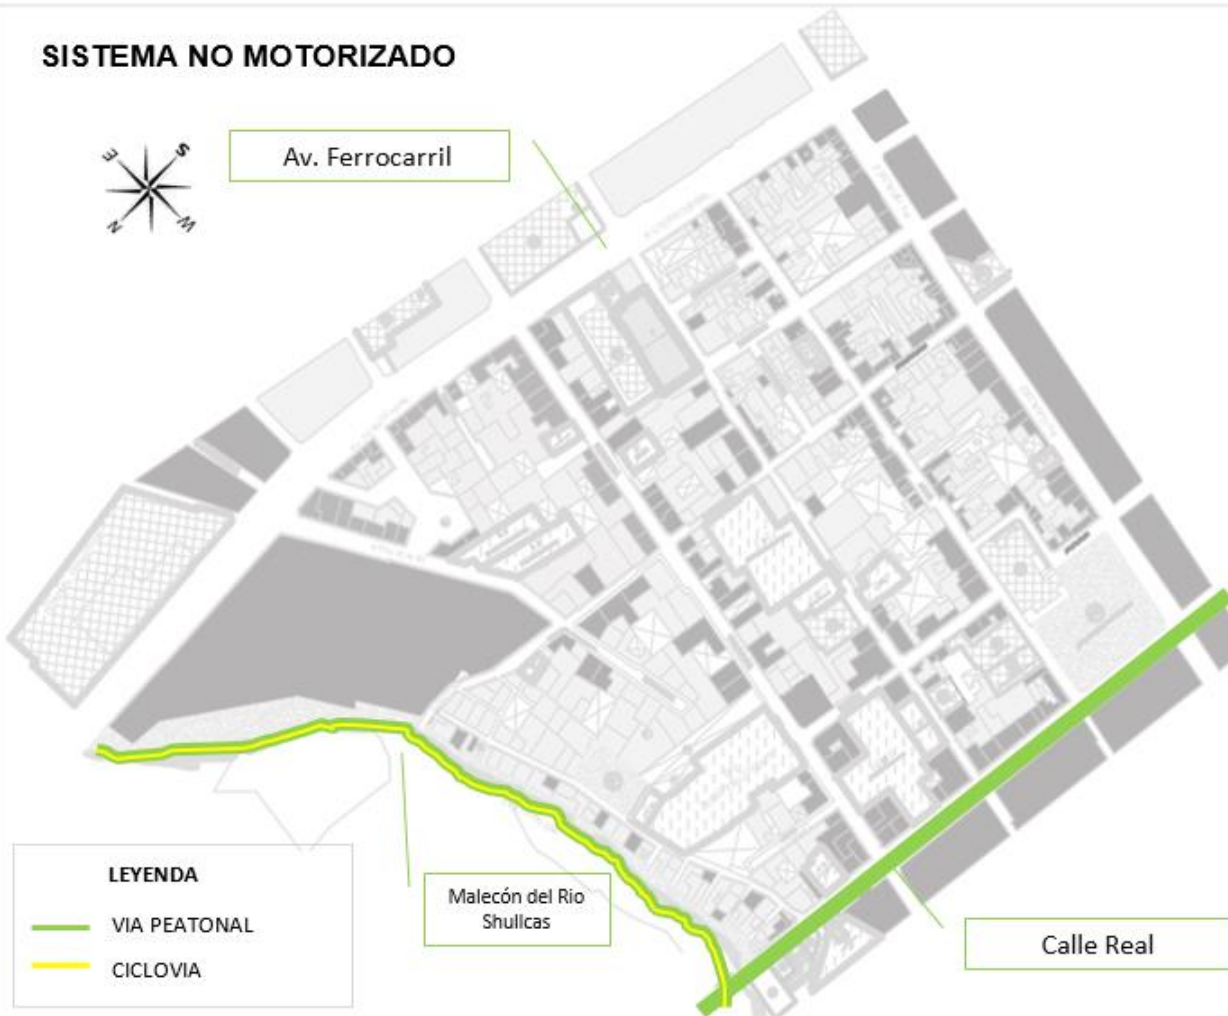 SISTEMA NO MOTORIZADO
Av. Ferrocarril
E
S
N
W
Malecón del Rio
Shullcas
Calle Real
LEYENDA
VIA PEATONAL
CICLOVIA